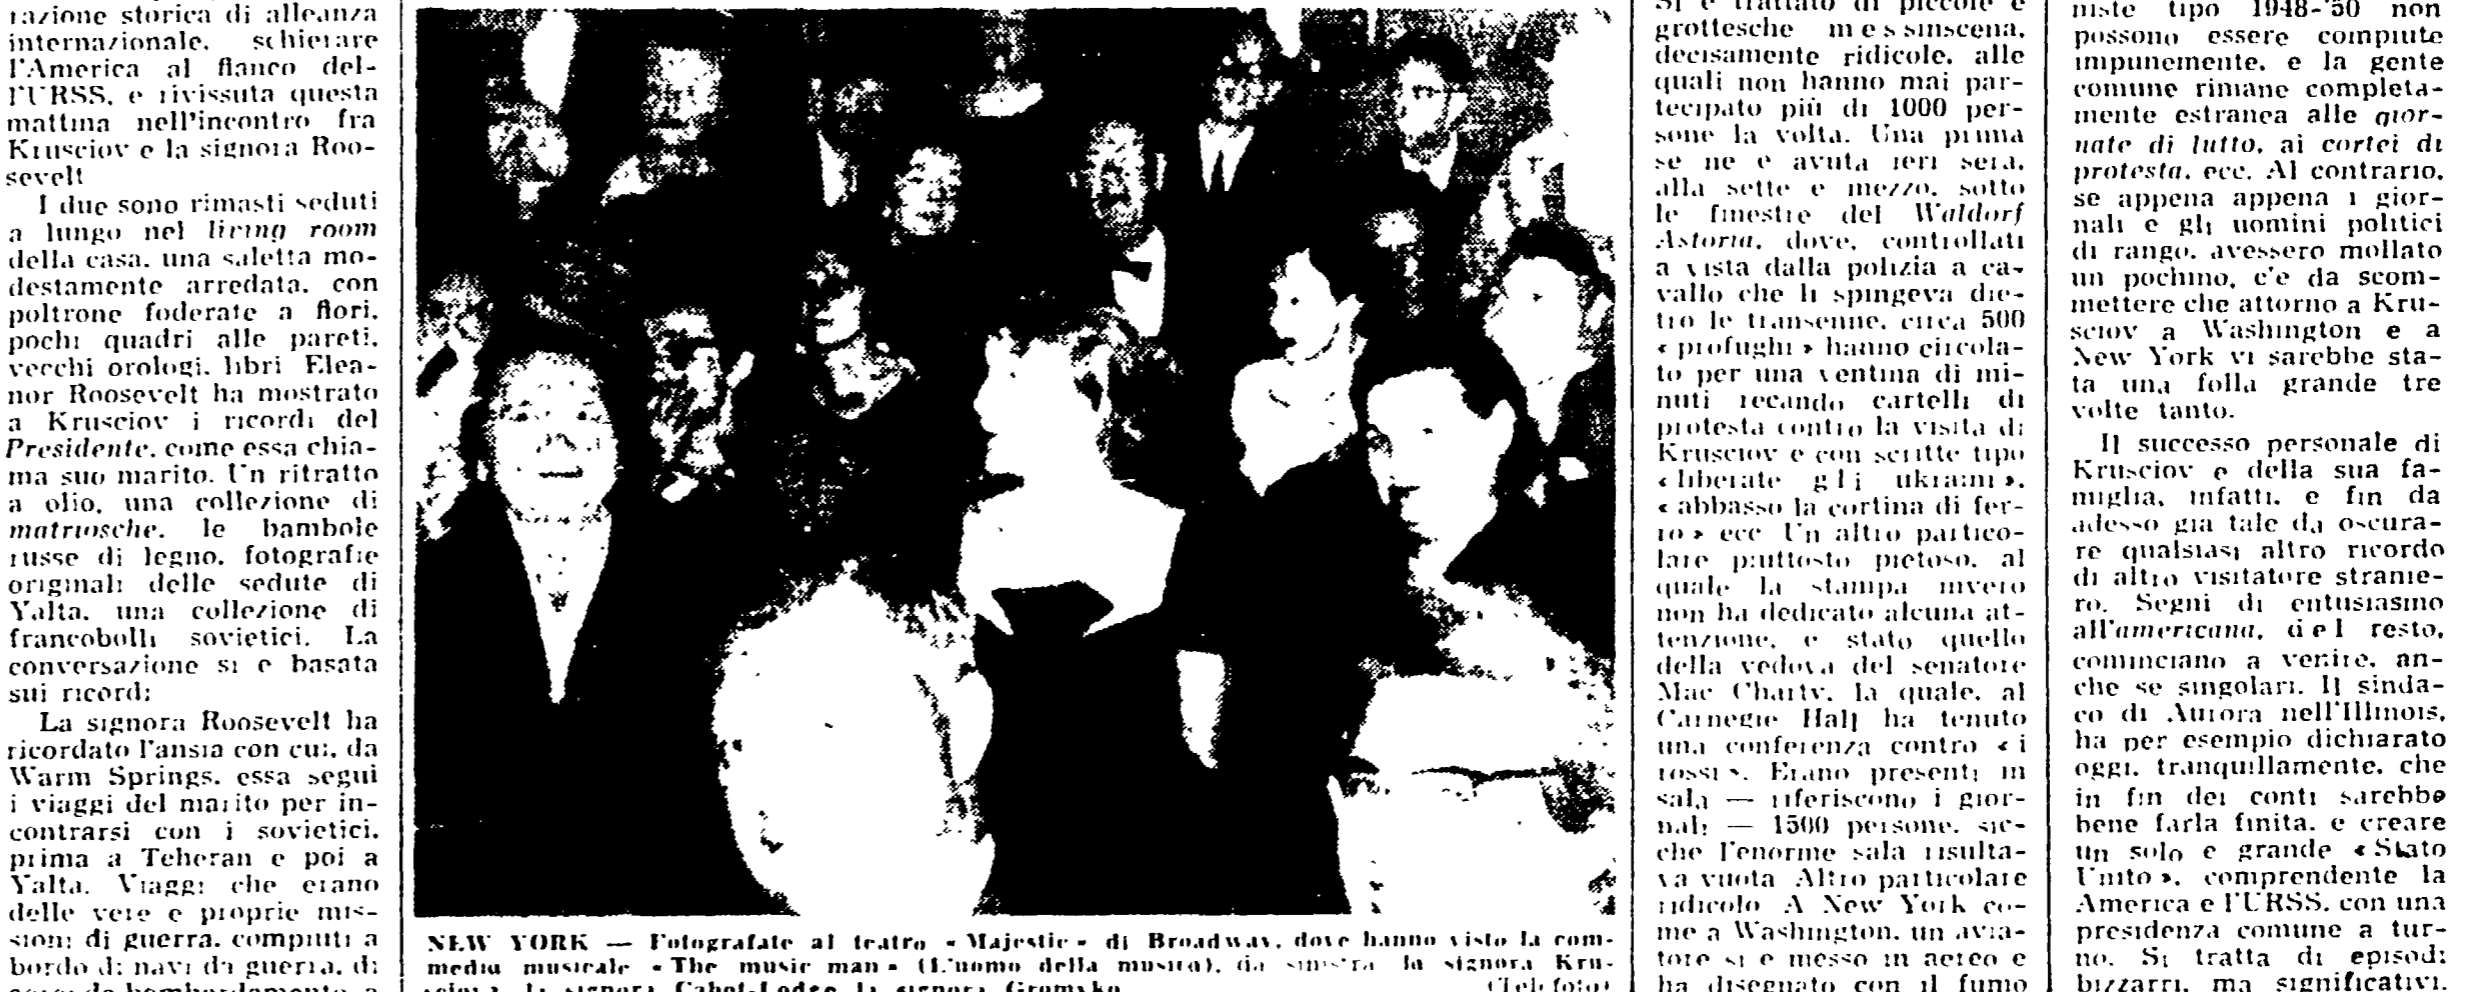 razione storica di alleanza
internazionale, schierare
l'America al fianco del-
l'URSS, e rivissuta questa
mattina nell'incontro fra
Krusciov e la signora Roo-
sevelt
I due sono rimasti seduti
a lungo nel living room
della casa, una saletta mo-
destamente arredata, con
poltrone foderate a fiori,
pochi quadri alle pareti,
vecchi orologi, libri Elea-
nor Roosevelt ha mostrato
a Krusciov i ricordi del
Presidente, come essa chia-
ma suo marito. Un ritratto
a olio, una collezione di
matriosche, le bambole
russe di legno, fotografie
originali delle sedute di
Yalta, una collezione di
francobolli sovietici. La
conversazione si e basata
sui ricordi
La signora Roosevelt ha
ricordato l'ansia con cui, da
Warm Springs, essa segui
i viaggi del marito per in-
contrarsi con i sovietici,
prima a Teheran e poi a
Yalta. Viaggi che erano
delle vere e proprie mis-
sioni di guerra, compiuti a
bordo di navi da guerra, di
NEW YORK — Fotografate al teatro « Majestic » di Broadway, dove hanno visto la com-
media musicale « The music man » (L'uomo della musica), da sinistra la signora Kru-
sciova, la signora Cabot-Lodge la signora Gromyko (Telefoto)
Si è trattato di piccole e
grottesche messinscena,
decisamente ridicole, alle
quali non hanno mai par-
tecipato più di 1000 per-
sone la volta. Una prima
se ne e avuta ieri sera,
alla sette e mezzo, sotto
le finestre del Waldorf
Astoria, dove, controllati
a vista dalla polizia a ca-
vallo che li spingeva die-
tro le transenne, circa 500
« profughi » hanno circola-
to per una ventina di mi-
nuti recando cartelli di
protesta contro la visita di
Krusciov e con scritte tipo
« liberate gli ukraini »,
« abbasso la cortina di fer-
ro » ecc Un altro partico-
lare piuttosto pietoso, al
quale la stampa invero
non ha dedicato alcuna at-
tenzione, e stato quello
della vedova del senatore
Mac Charty, la quale, al
Carnegie Hall ha tenuto
una conferenza contro « i
rossi ». Erano presenti in
sala — riferiscono i gior-
nali — 1500 persone, sic-
che l'enorme sala risulta-
va vuota Altro particolare
ridicolo A New York co-
me a Washington, un avia-
tore si e messo in aereo e
ha disegnato con il fumo
niste tipo 1948-'50 non
possono essere compiute
impunemente, e la gente
comune rimane completa-
mente estranea alle gior-
nate di lutto, ai cortei di
protesta, ecc. Al contrario,
se appena appena i gior-
nali e gli uomini politici
di rango, avessero mollato
un pochino, c'e da scom-
mettere che attorno a Kru-
sciov a Washington e a
New York vi sarebbe sta-
ta una folla grande tre
volte tanto.
Il successo personale di
Krusciov e della sua fa-
miglia, infatti, e fin da
adesso gia tale da oscura-
re qualsiasi altro ricordo
di altro visitatore stranie-
ro. Segni di entusiasmo
all'americana, del resto,
cominciano a venire, an-
che se singolari. Il sinda-
co di Aurora nell'Illinois,
ha per esempio dichiarato
oggi, tranquillamente, che
in fin dei conti sarebbe
bene farla finita, e creare
un solo e grande « Stato
Unito », comprendente la
America e l'URSS, con una
presidenza comune a tur-
no. Si tratta di episodi
bizzarri, ma significativi.